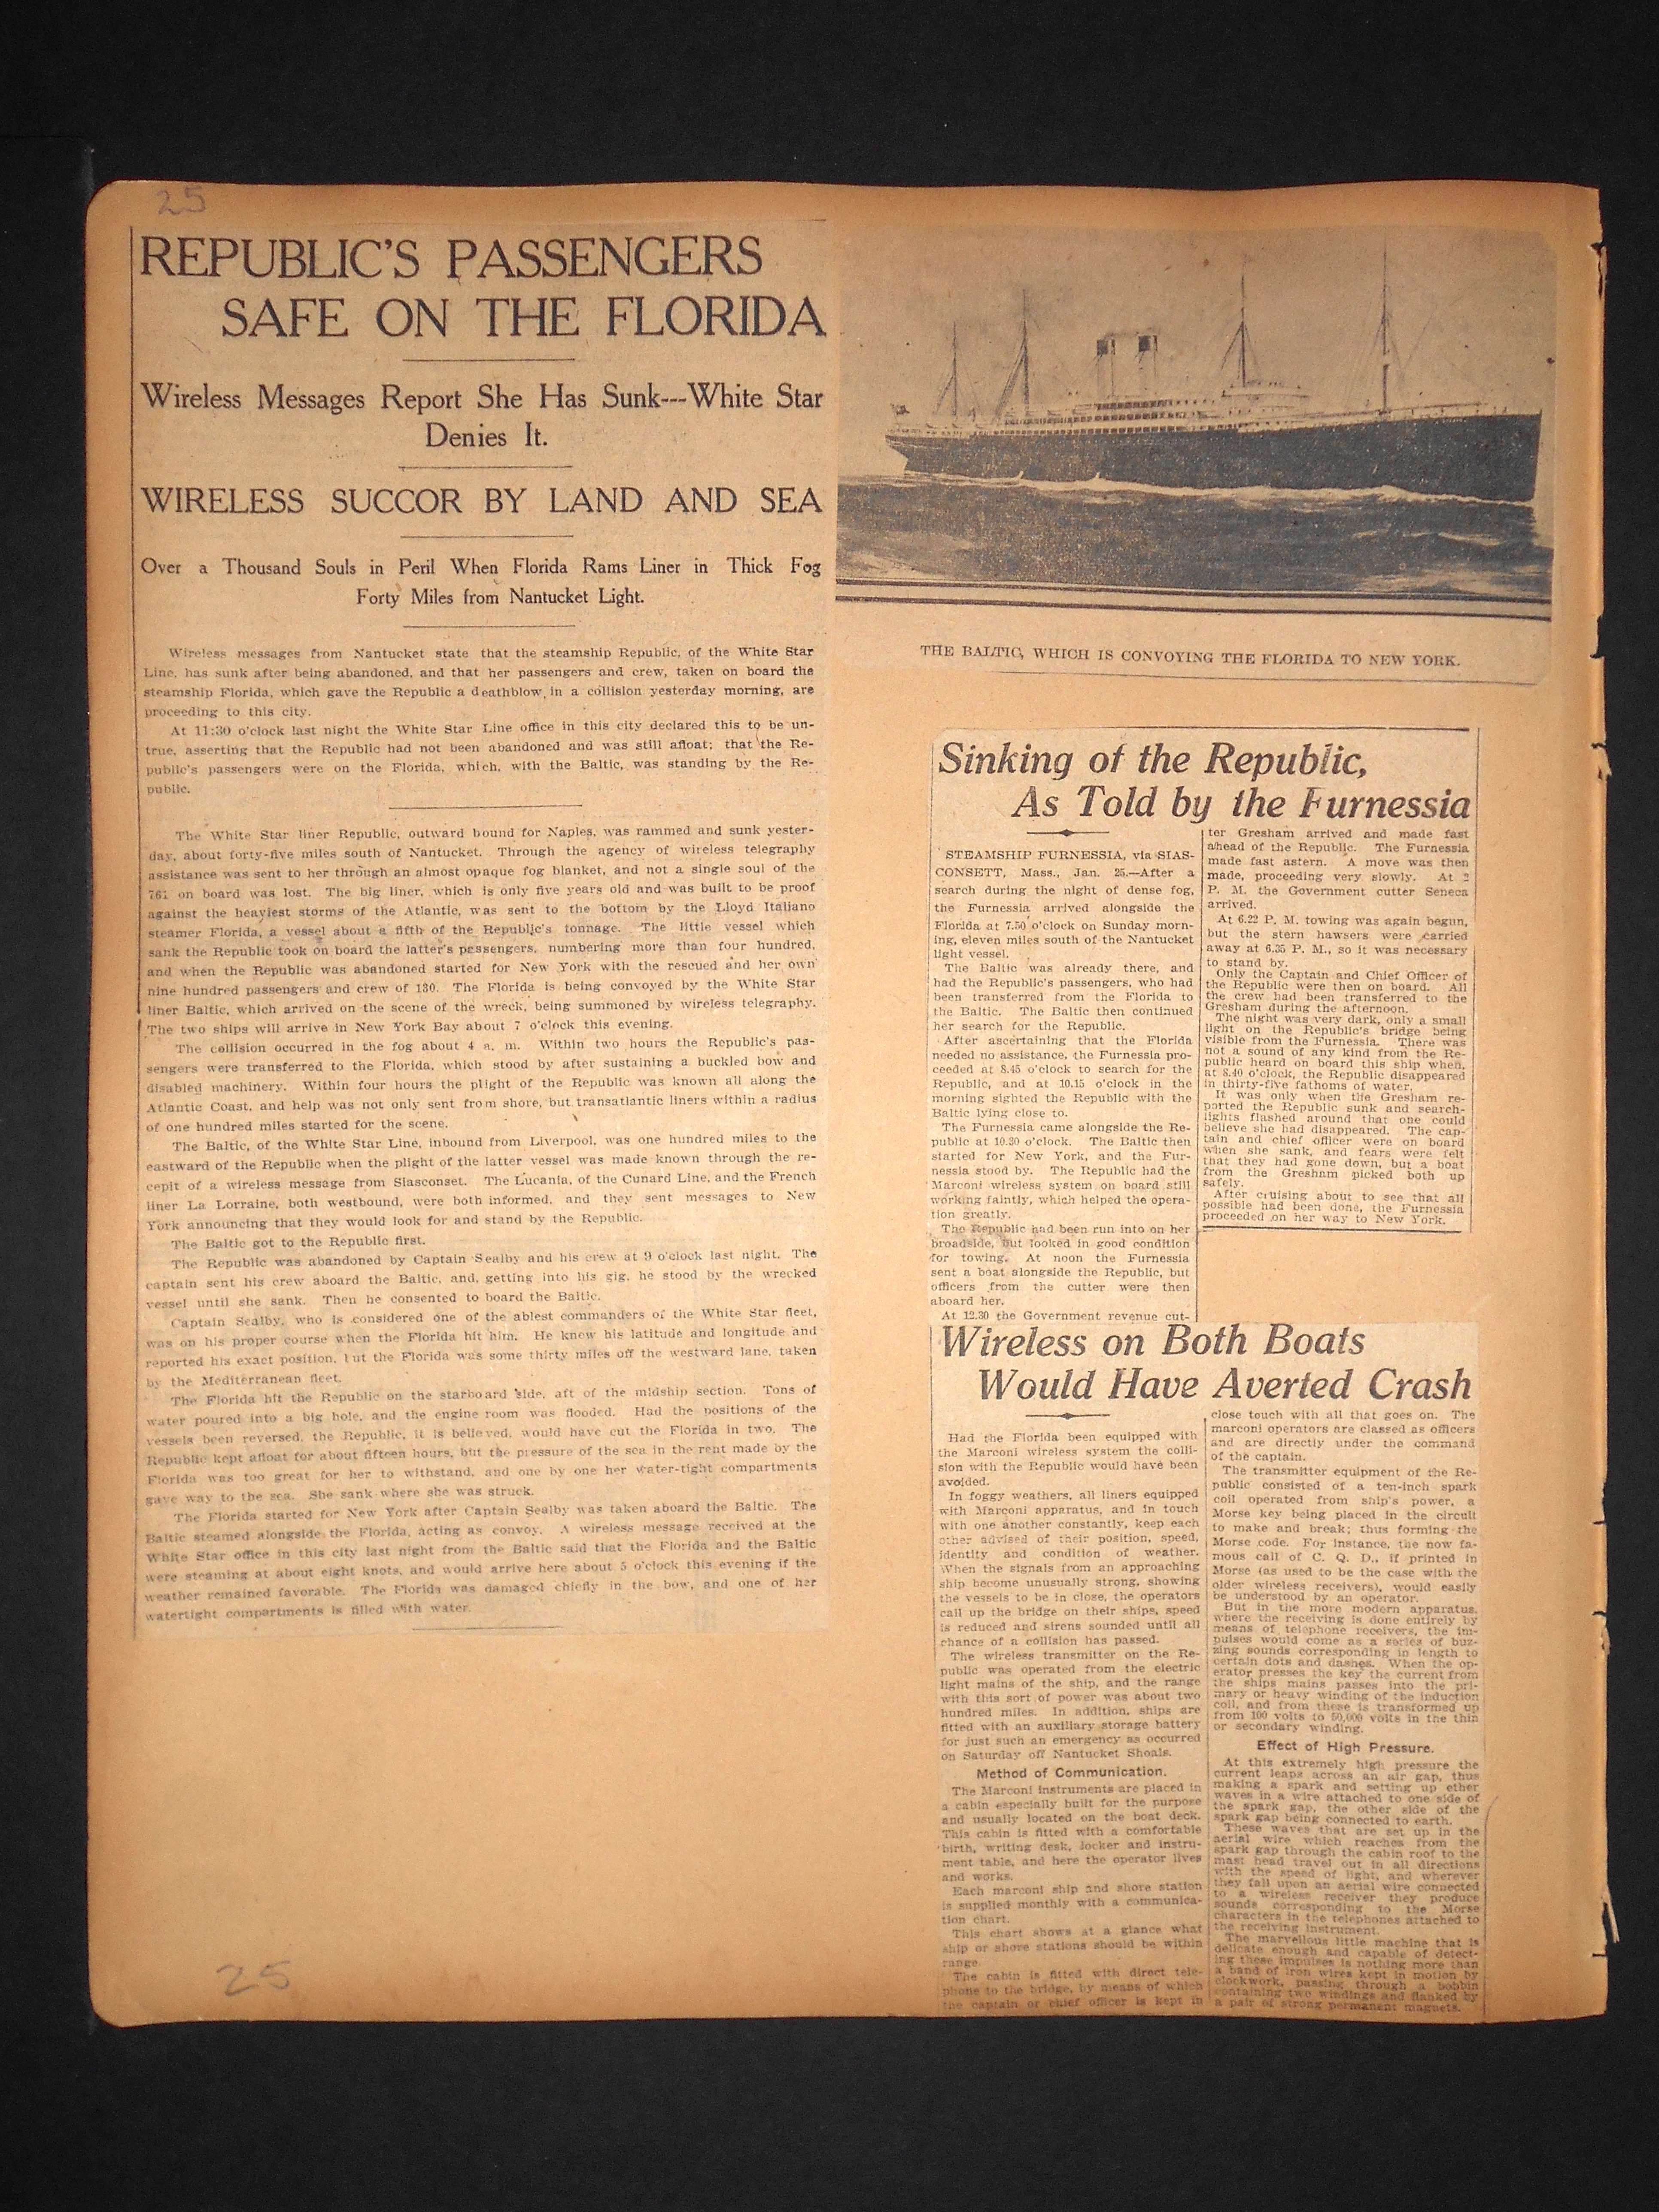 25
REPUBLIC'S PASSENGERS
SAFE ON THE FLORIDA
Wireless Messages Report She Has Sunk---White Star
Denies It.
WIRELESS SUCCOR BY LAND AND SEA
Over a Thousand Souls in Peril When Florida Rams Liner in Thick Fog
Forty Miles from Nantucket Light.
Wireless messages from Nantucket state that the steamship Republic, of the White Star
Line, has sunk after being abandoned, and that her passengers and crew, taken on board the
steamship Florida, which gave the Republic a deathblow in a collision yesterday morning, are
proceeding to this city.
At 11:30 o'clock last night the White Star Line office in this city declared this to be un-
true, asserting that the Republic had not been abandoned and was still afloat; that the Re-
public's passengers were on the Florida, which, with the Baltic, was standing by the Re-
public.
The White Star liner Republic, outward bound for Naples, was rammed and sunk yester-
day, about forty-five miles south of Nantucket. Through the agency of wireless telegraphy
assistance was sent to her through an almost opaque fog blanket, and not a single soul of the
761 on board was lost. The big liner, which is only five years old and was built to be proof
against the heaviest storms of the Atlantic, was sent to the bottom by the Lloyd Italiano
steamer Florida, a vessel about a fifth of the Republic's tonnage. The little vessel which
sank the Republic took on board the latter's passengers, numbering more than four hundred,
and when the Republic was abandoned started for New York with the rescued and her own
nine hundred passengers and crew of 130. The Florida is being convoyed by the White Star
liner Baltic, which arrived on the scene of the wreck, being summoned by wireless telegraphy.
The two ships will arrive in New York Bay about 7 o'clock this evening.
The collision occurred in the fog about 4 a. m. Within two hours the Republic's pas-
sengers were transferred to the Florida, which stood by after sustaining a buckled bow and
disabled machinery. Within four hours the plight of the Republic was known all along the
Atlantic Coast, and help was not only sent from shore, but transatlantic liners within a radius
of one hundred miles started for the scene.
The Baltic, of the White Star Line, inbound from Liverpool, was one hundred miles to the
eastward of the Republic when the plight of the latter vessel was made known through the re-
cepit of a wireless message from Siasconset. The Lucania, of the Cunard Line, and the French
liner La Lorraine, both westbound, were both informed, and they sent messages to New
York announcing that they would look for and stand by the Republic.
The Baltic got to the Republic first.
The Republic was abandoned by Captain Sealby and his crew at 9 o'clock last night. The
captain sent his crew aboard the Baltic, and, getting into his gig, he stood by the wrecked
vessel until she sank. Then he consented to board the Baltic.
Captain Sealby, who is considered one of the ablest commanders of the White Star fleet,
was on his proper course when the Florida hit him. He knew his latitude and longitude and
reported his exact position, but the Florida was some thirty miles off the westward lane, taken
by the Mediterranean fleet.
The Florida hit the Republic on the starboard side, aft of the midship section. Tons of
water poured into a big hole, and the engine room was flooded. Had the positions of the
vessels been reversed, the Republic, it is believed, would have cut the Florida in two. The
Republic kept afloat for about fifteen hours, but the pressure of the sea in the rent made by the
Florida was too great for her to withstand, and one by one her water-tight compartments
gave way to the sea. She sank where she was struck.
The Florida started for New York after Captain Sealby was taken aboard the Baltic. The
Baltic steamed alongside the Florida, acting as convoy. A wireless message received at the
White Star office in this city last night from the Baltic said that the Florida and the Baltic
were steaming at about eight knots, and would arrive here about 5 o'clock this evening if the
weather remained favorable. The Florida was damaged chiefly in the bow, and one of her
watertight compartments is filled with water.
25
THE BALTIC, WHICH IS CONVOYING THE FLORIDA TO NEW YORK.
Sinking of the Republic,
As Told by the Furnessia
STEAMSHIP FURNESSIA, via SIAS-
CONSETT, Mass., Jan. 25.—After a
search during the night of dense fog,
the Furnessia arrived alongside the
Florida at 7.50 o'clock on Sunday morn-
ing, eleven miles south of the Nantucket
light vessel.
The Baltic was already there, and
had the Republic's passengers, who had
been transferred from the Florida to
the Baltic. The Baltic then continued
her search for the Republic.
After ascertaining that the Florida
needed no assistance, the Furnessia pro-
ceeded at 8.45 o'clock to search for the
Republic, and at 10.15 o'clock in the
morning sighted the Republic with the
Baltic lying close to.
The Furnessia came alongside the Re-
public at 10.30 o'clock. The Baltic then
started for New York, and the Fur-
nessia stood by. The Republic had the
Marconi wireless system on board still
working faintly, which helped the opera-
tion greatly.
The Republic had been run into on her
broadside, but looked in good condition
for towing. At noon the Furnessia
sent a boat alongside the Republic, but
officers from the cutter were then
aboard her.
At 12.30 the Government revenue cut-
ter Gresham arrived and made fast
ahead of the Republic. The Furnessia
made fast astern. A move was then
made, proceeding very slowly. At 2
P. M. the Government cutter Seneca
arrived.
At 6.22 P. M. towing was again begun,
but the stern hawsers were carried
away at 6.35 P. M., so it was necessary
to stand by.
Only the Captain and Chief Officer of
the Republic were then on board. All
the crew had been transferred to the
Gresham during the afternoon.
The night was very dark, only a small
light on the Republic's bridge being
visible from the Furnessia. There was
not a sound of any kind from the Re-
public heard on board this ship when,
at 8.40 o'clock, the Republic disappeared
in thirty-five fathoms of water.
It was only when the Gresham re-
ported the Republic sunk and search-
lights flashed around that one could
believe she had disappeared. The cap-
tain and chief officer were on board
when she sank, and fears were felt
that they had gone down, but a boat
from the Gresham picked both up
safely.
After cruising about to see that all
possible had been done, the Furnessia
proceeded on her way to New York.
Wireless on Both Boats
Would Have Averted Crash
Had the Florida been equipped with
the Marconi wireless system the colli-
sion with the Republic would have been
avoided.
In foggy weathers, all liners equipped
with Marconi apparatus, and in touch
with one another constantly, keep each
other advised of their position, speed,
identity and condition of weather.
When the signals from an approaching
ship become unusually strong, showing
the vessels to be in close, the operators
call up the bridge on their ships, speed
is reduced and sirens sounded until all
chance of a collision has passed.
The wireless transmitter on the Re-
public was operated from the electric
light mains of the ship, and the range
with this sort of power was about two
hundred miles. In addition, ships are
fitted with an auxiliary storage battery
for just such an emergency as occurred
on Saturday off Nantucket Shoals.
Method of Communication.
The Marconi instruments are placed in
a cabin especially built for the purpose
and usually located on the boat deck.
This cabin is fitted with a comfortable
birth, writing desk, locker and instru-
ment table, and here the operator lives
and works.
Each marconi ship and shore station
is supplied monthly with a communica-
tion chart.
This chart shows at a glance what
ship or shore stations should be within
range.
The cabin is fitted with direct tele-
phone to the bridge, by means of which
the captain or chief officer is kept in
close touch with all that goes on. The
marconi operators are classed as officers
and are directly under the command
of the captain.
The transmitter equipment of the Re-
public consisted of a ten-inch spark
coil operated from ship's power, a
Morse key being placed in the circuit
to make and break; thus forming the
Morse code. For instance, the now fa-
mous call of C. Q. D., if printed in
Morse (as used to be the case with the
older wireless receivers), would easily
be understood by an operator.
But in the more modern apparatus,
where the receiving is done entirely by
means of telephone receivers, the im-
pulses would come as a series of buz-
zing sounds corresponding in length to
certain dots and dashes. When the op-
erator presses the key the current from
the ships mains passes into the pri-
mary or heavy winding of the induction
coil, and from these is transformed up
from 100 volts to 50,000 volts in the thin
or secondary winding.
Effect of High Pressure.
At this extremely high pressure the
current leaps across an air gap, thus
making a spark and setting up ether
waves in a wire attached to one side of
the spark gap, the other side of the
spark gap being connected to earth.
These waves that are set up in the
aerial wire which reaches from the
spark gap through the cabin roof to the
mast head travel out in all directions
with the speed of light, and wherever
they fall upon an aerial wire connected
to a wireless receiver they produce
sounds corresponding to the Morse
characters in the telephones attached to
the receiving instrument.
The marvellous little machine that is
delicate enough and capable of detect-
ing these impulses is nothing more than
a band of iron wires kept in motion by
clockwork, passing through a bobbin
containing two windings and flanked by
a pair of strong permanent magnets.